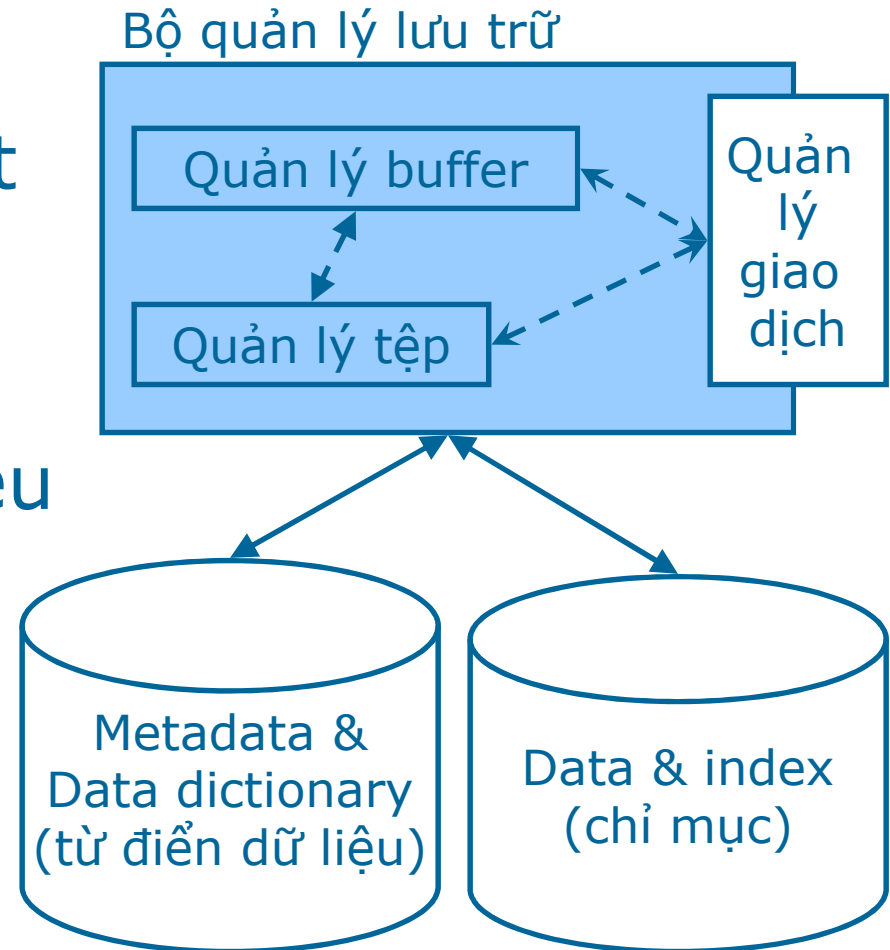 Bộ quản lý lưu trữ
t
Quản lý buffer
Quản
lý
giao
dịch
Quản lý tệp
Metadata &
Data dictionary
(từ điển dữ liệu)
Data & index
(chỉ mục)